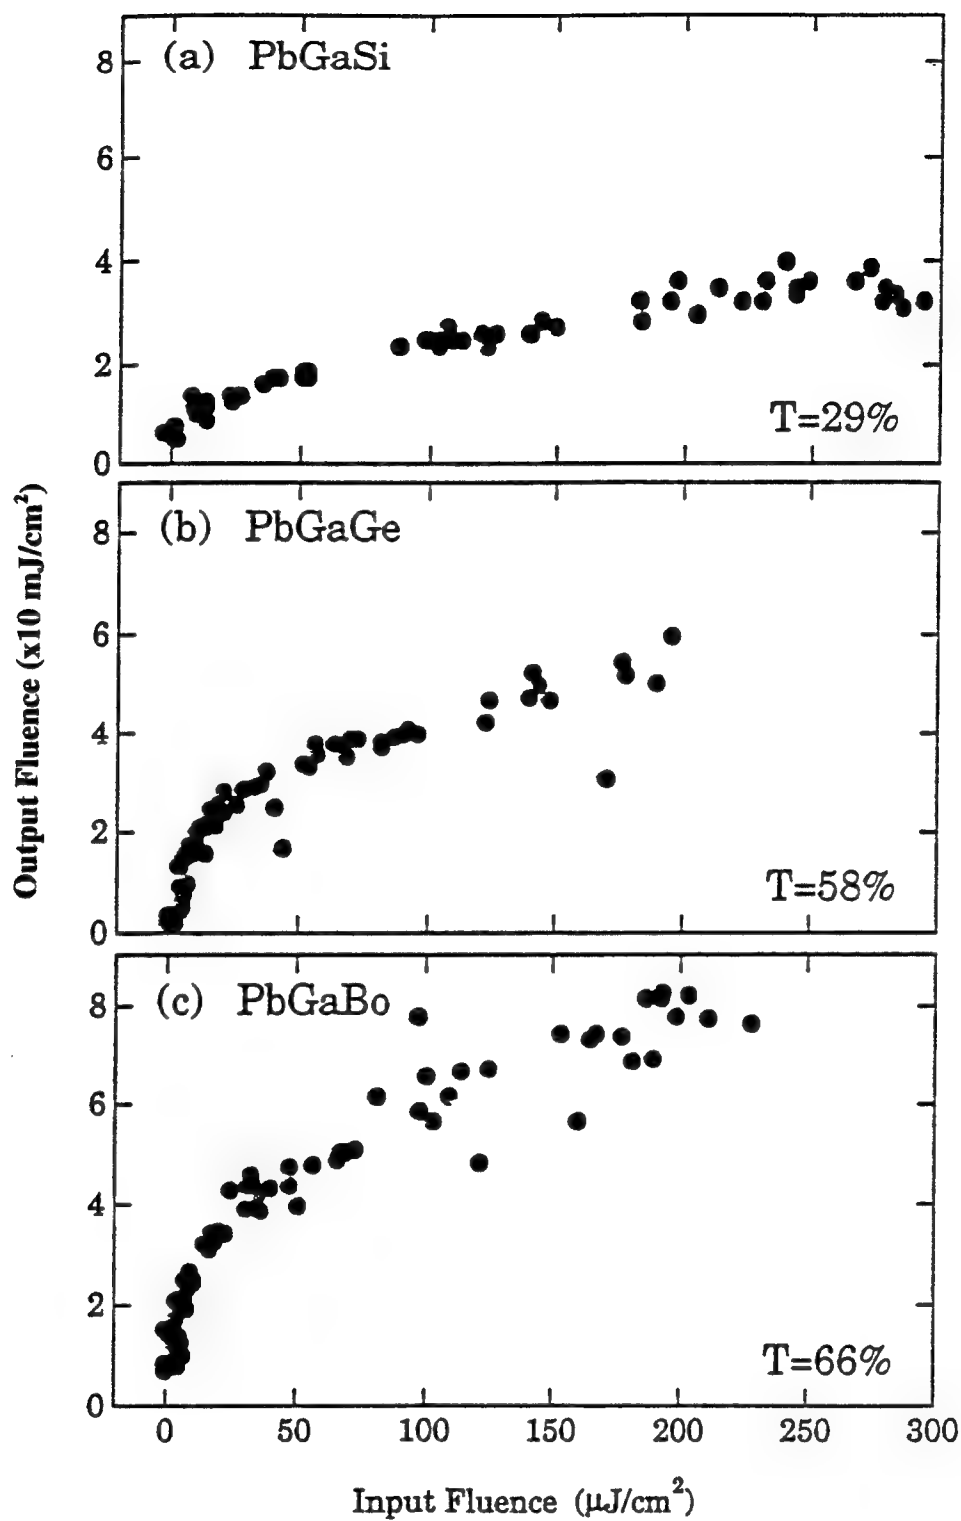 (a) PbGaSi
8
6
4
2
0
T=29%
(b) PbGaGe
8
6
4
2
0
T=58%
(c) PbGaBo
8
6
4
2
0
T=66%
0 50 100 150 200 250 300
Input Fluence (μJ/cm²)
Output Fluence (x10 mJ/cm²)